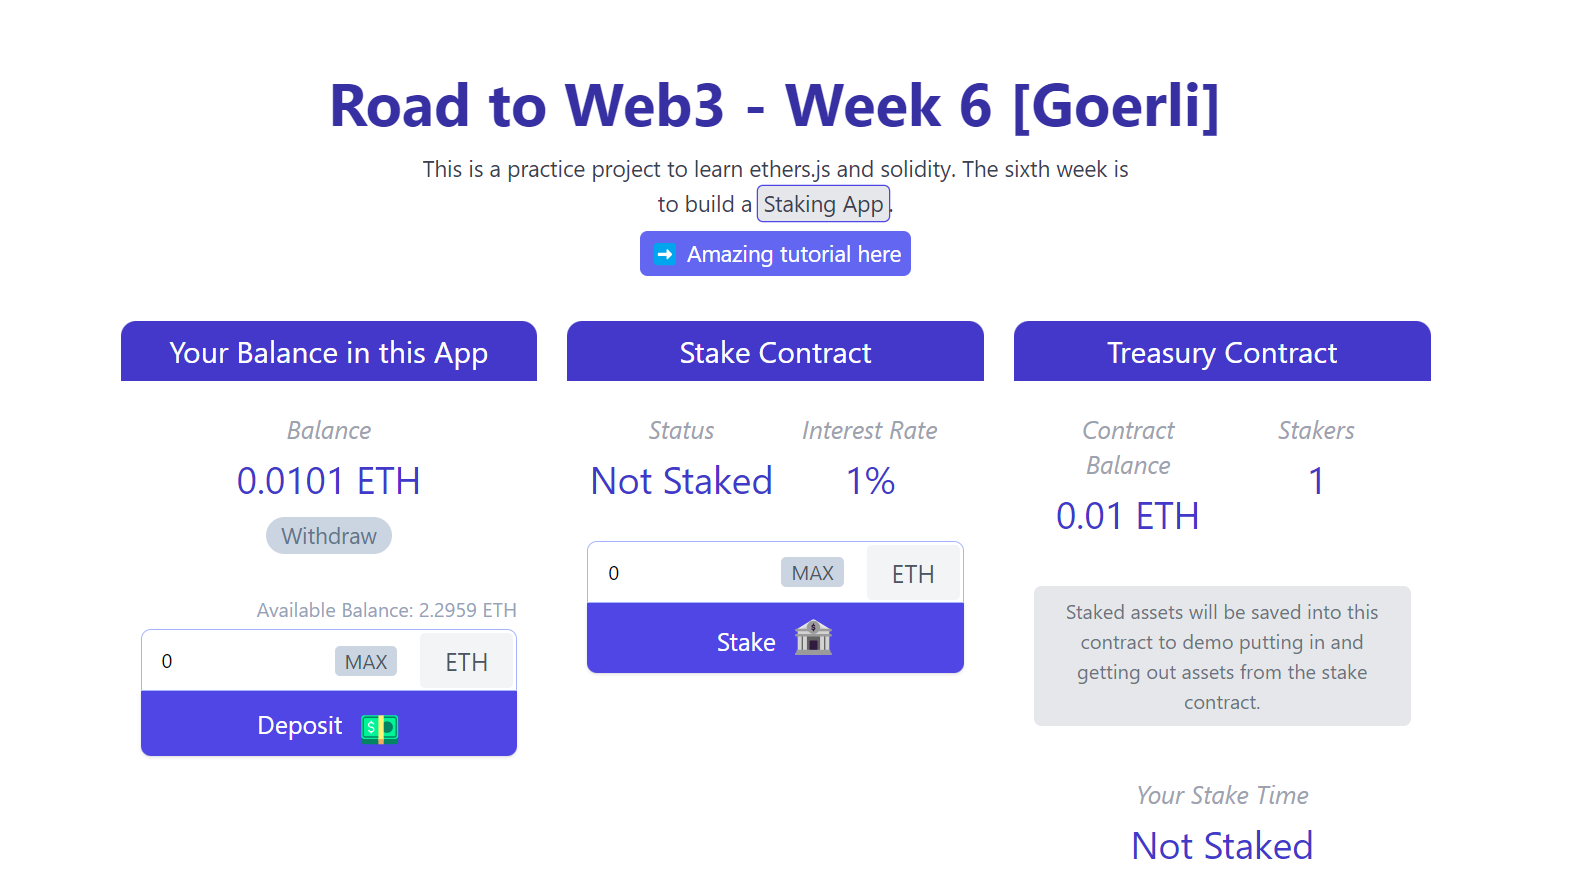 Road to Web3 - Week 6 [Goerli]
This is a practice project to learn ethers.js and solidity. The sixth week is
to build a Staking App.
➡️ Amazing tutorial here
Your Balance in this App
Balance
0.0101 ETH
Withdraw
Available Balance: 2.2959 ETH
0 MAX ETH
Deposit
Stake Contract
Status Interest Rate
Not Staked 1%
0 MAX ETH
Stake
Treasury Contract
Contract
Balance
0.01 ETH
Stakers
1
Staked assets will be saved into this
contract to demo putting in and
getting out assets from the stake
contract.
Your Stake Time
Not Staked